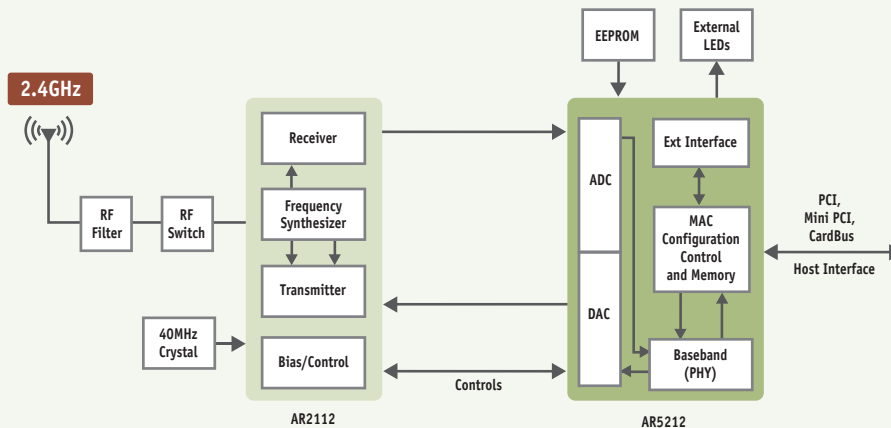 EEPROM
External
LEDs
2.4GHz
Receiver
Frequency
Synthesizer
Transmitter
Bias/Control
RF
Filter
RF
Switch
40MHz
Crystal
Controls
ADC
DAC
Ext Interface
MAC
Configuration
Control
and Memory
Baseband
(PHY)
PCI,
Mini PCI,
CardBus
Host Interface
AR2112
AR5212